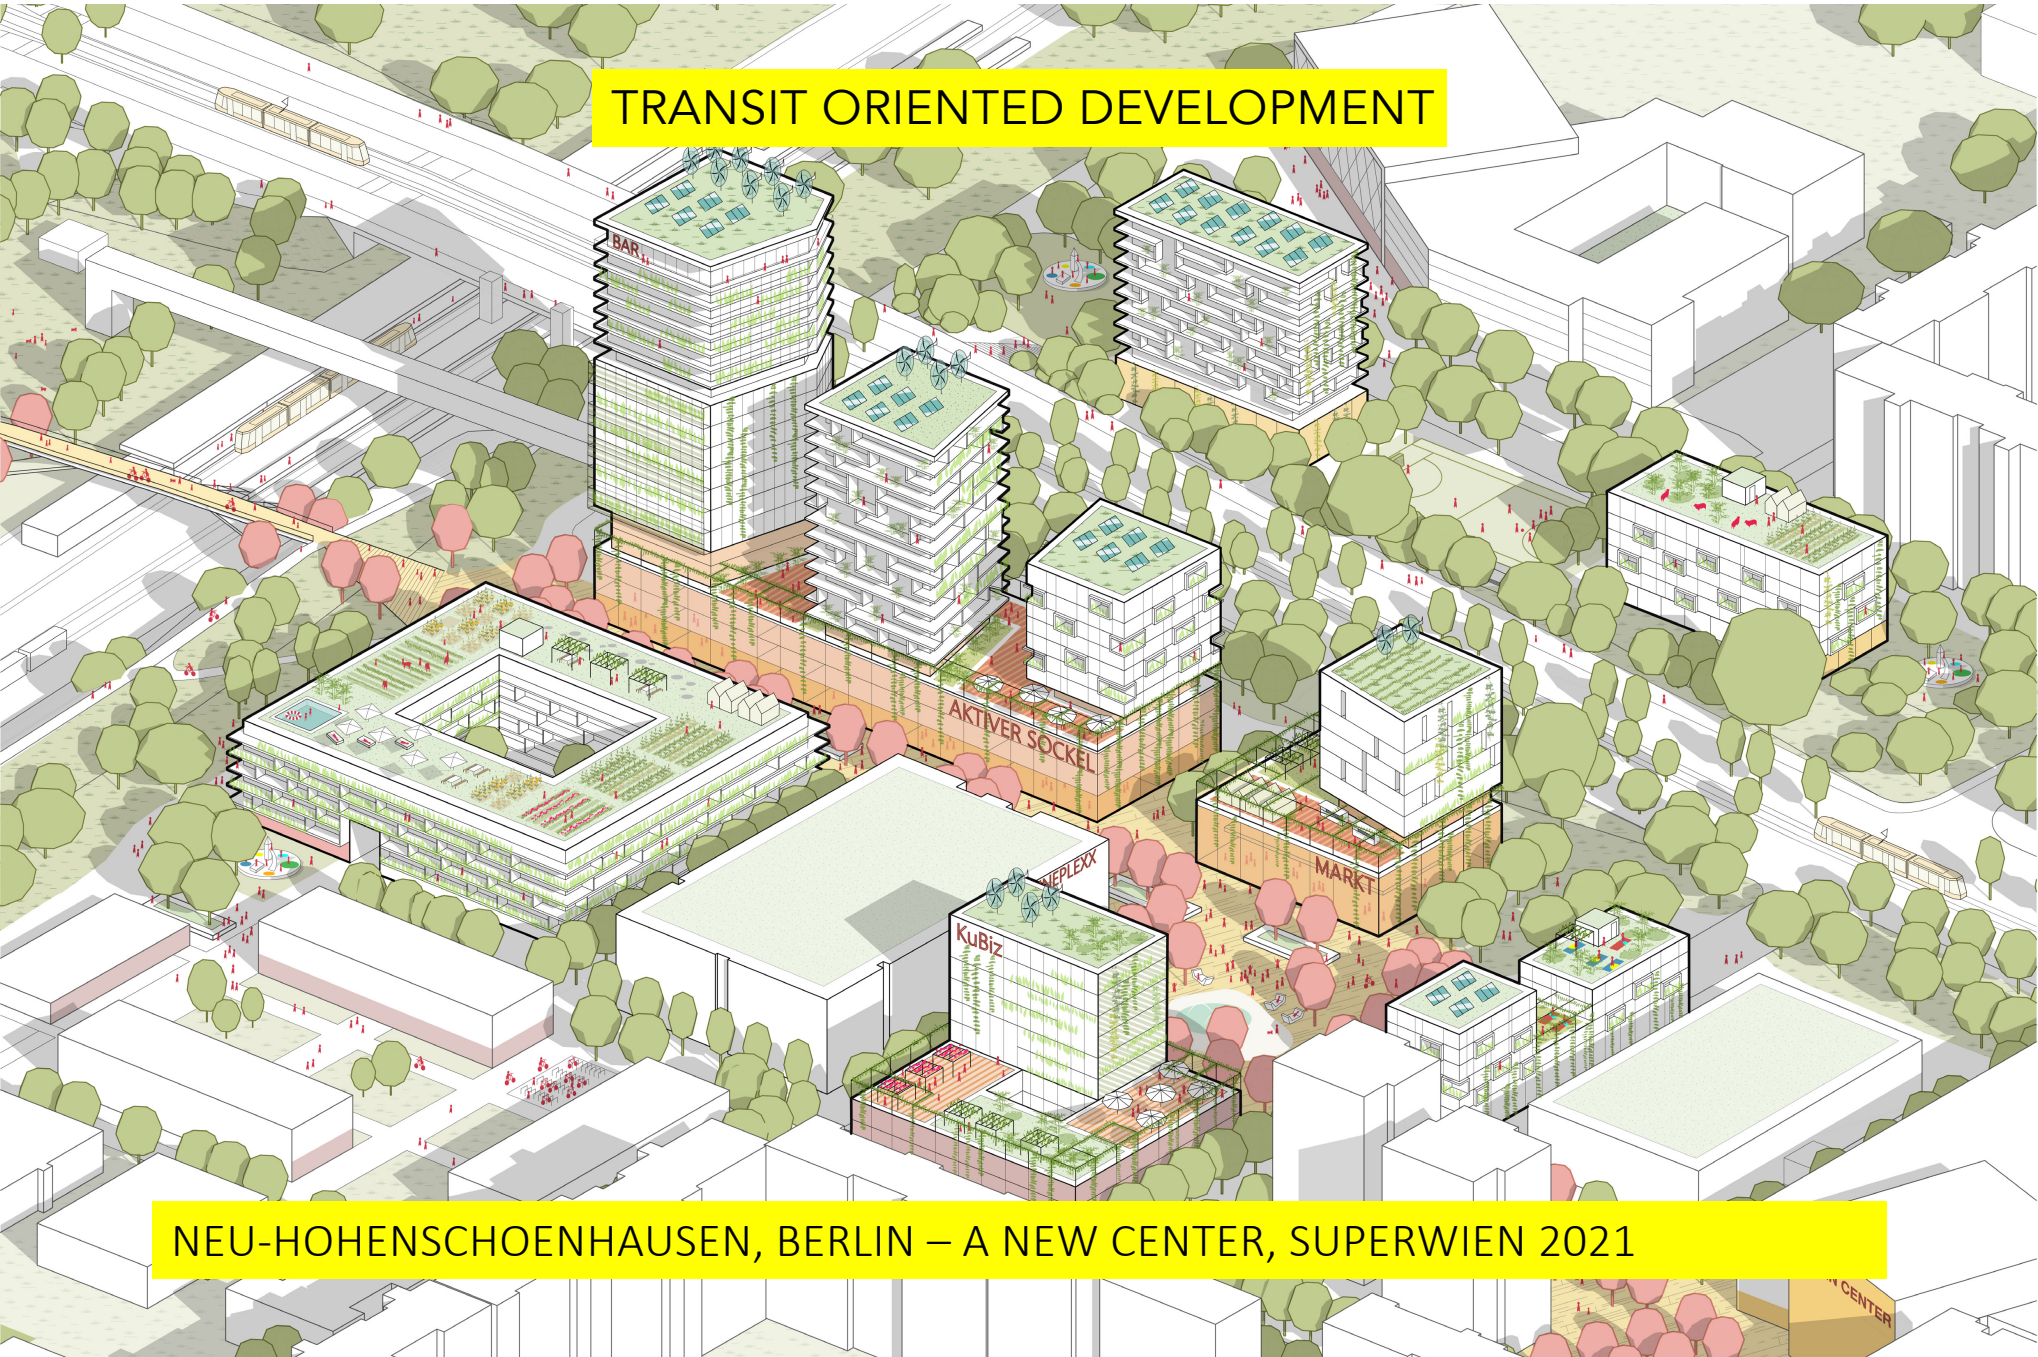 TRANSIT ORIENTED DEVELOPMENT
BAR
AKTIVER SOCKEL
MARKT
NEPLEXX
KuBiz
NEU-HOHENSCHOENHAUSEN, BERLIN – A NEW CENTER, SUPERWIEN 2021
N CENTER